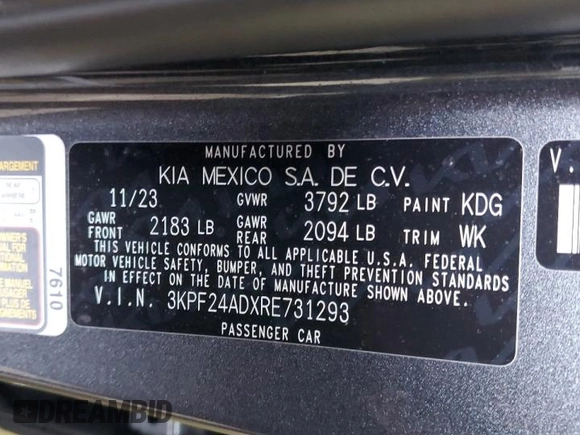 MANUFACTURED BY
KIA MEXICO S.A. DE C.V.
11/23 GVWR 3792 LB PAINT KDG
GAWR FRONT 2183 LB GAWR REAR 2094 LB TRIM WK
THIS VEHICLE CONFORMS TO ALL APPLICABLE U.S.A. FEDERAL
MOTOR VEHICLE SAFETY, BUMPER, AND THEFT PREVENTION STANDARDS
IN EFFECT ON THE DATE OF MANUFACTURE SHOWN ABOVE.
V.I.N. 3KPF24ADXRE731293
PASSENGER CAR
7610
V.
DREAMBID